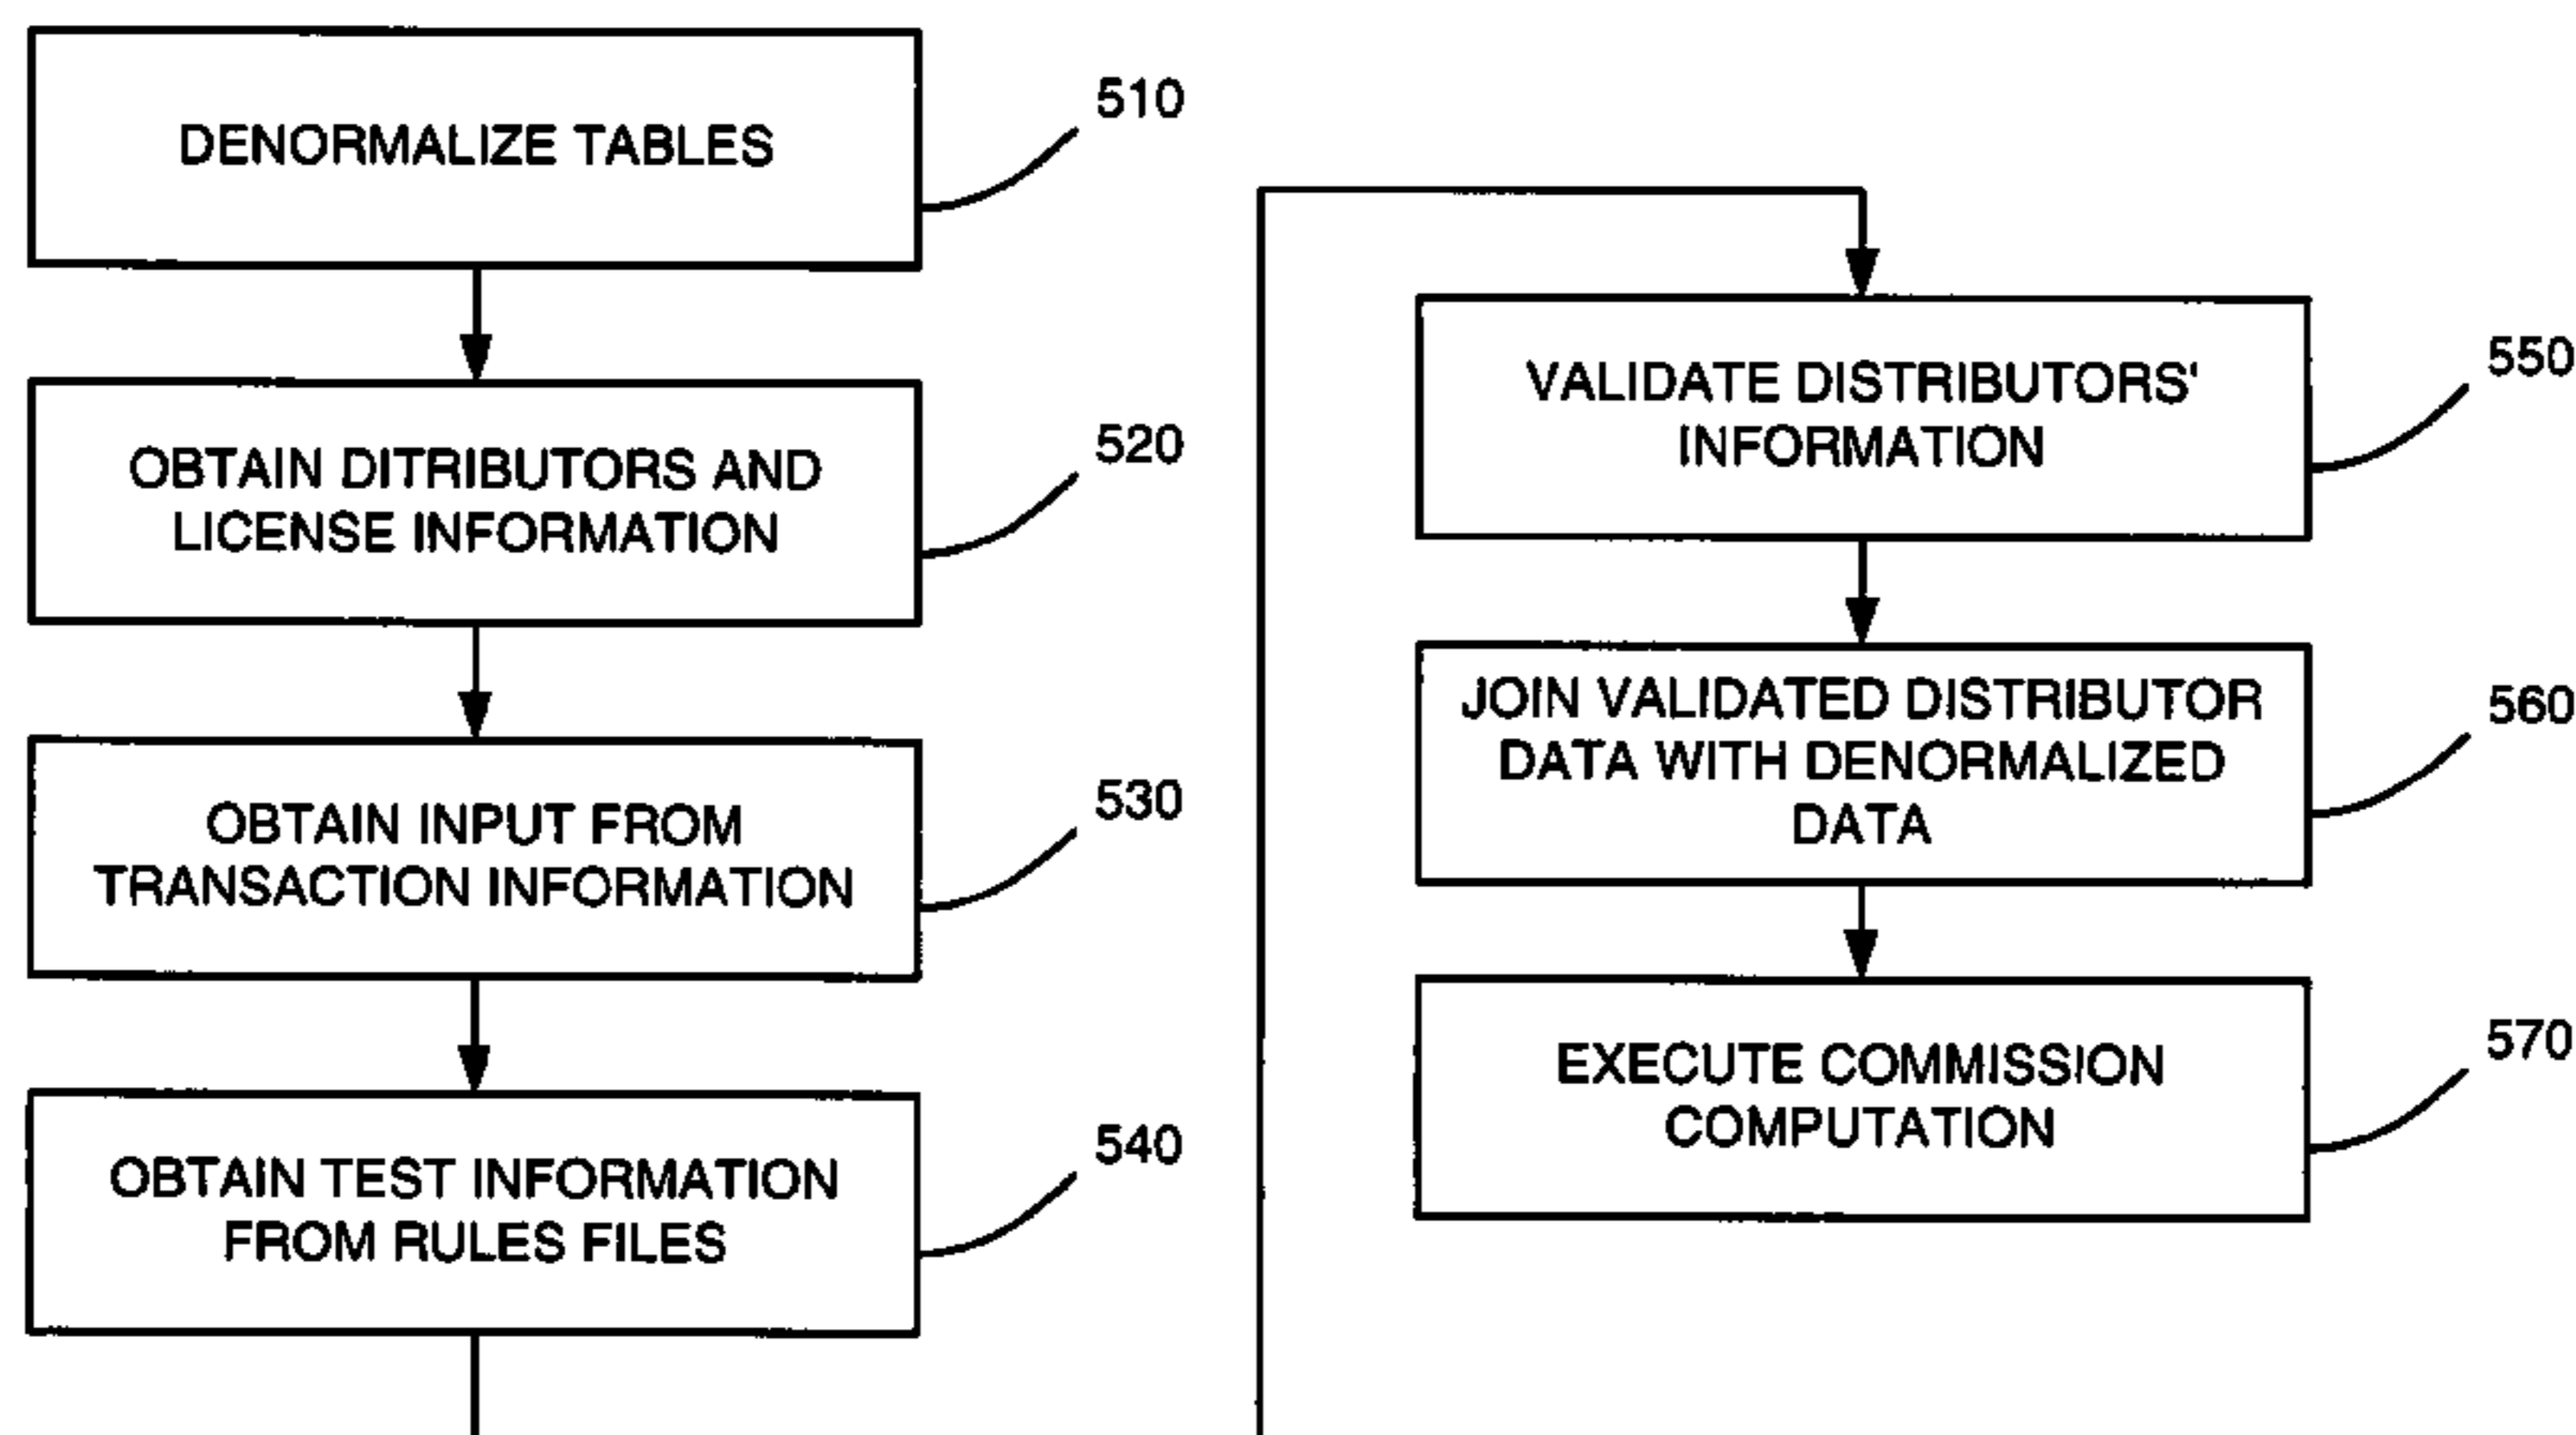 DENORMALIZE TABLES
510
OBTAIN DITRIBUTORS AND
LICENSE INFORMATION
520
OBTAIN INPUT FROM
TRANSACTION INFORMATION
530
OBTAIN TEST INFORMATION
FROM RULES FILES
540
VALIDATE DISTRIBUTORS'
INFORMATION
550
JOIN VALIDATED DISTRIBUTOR
DATA WITH DENORMALIZED
DATA
560
EXECUTE COMMISSION
COMPUTATION
570